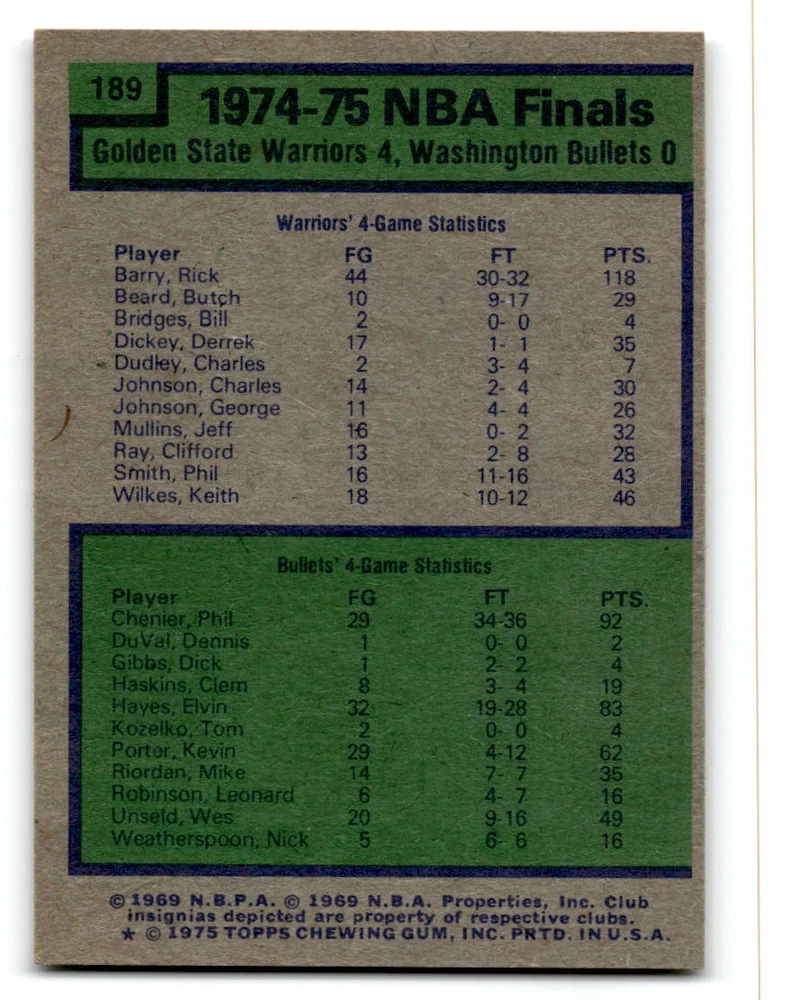 189
1974-75 NBA Finals
Golden State Warriors 4, Washington Bullets 0
Warriors' 4-Game Statistics
Player FG FT PTS.
Barry, Rick 44 30-32 118
Beard, Butch 10 9-17 29
Bridges, Bill 2 0- 0 4
Dickey, Derrek 17 1- 1 35
Dudley, Charles 2 3- 4 7
Johnson, Charles 14 2- 4 30
Johnson, George 11 4- 4 26
Mullins, Jeff 16 0- 2 32
Ray, Clifford 13 2- 8 28
Smith, Phil 16 11-16 43
Wilkes, Keith 18 10-12 46
Bullets' 4-Game Statistics
Player FG FT PTS.
Chenier, Phil 29 34-36 92
DuVal, Dennis 1 0- 0 2
Gibbs, Dick 1 2- 2 4
Haskins, Clem 8 3- 4 19
Hayes, Elvin 32 19-28 83
Kozelko, Tom 2 0- 0 4
Porter, Kevin 29 4-12 62
Riordan, Mike 14 7- 7 35
Robinson, Leonard 6 4- 7 16
Unseld, Wes 20 9-16 49
Weatherspoon, Nick 5 6- 6 16
© 1969 N.B.P.A. © 1969 N.B.A. Properties, Inc. Club
insignias depicted are property of respective clubs.
★ © 1975 TOPPS CHEWING GUM, INC. PRTD. IN U.S.A.